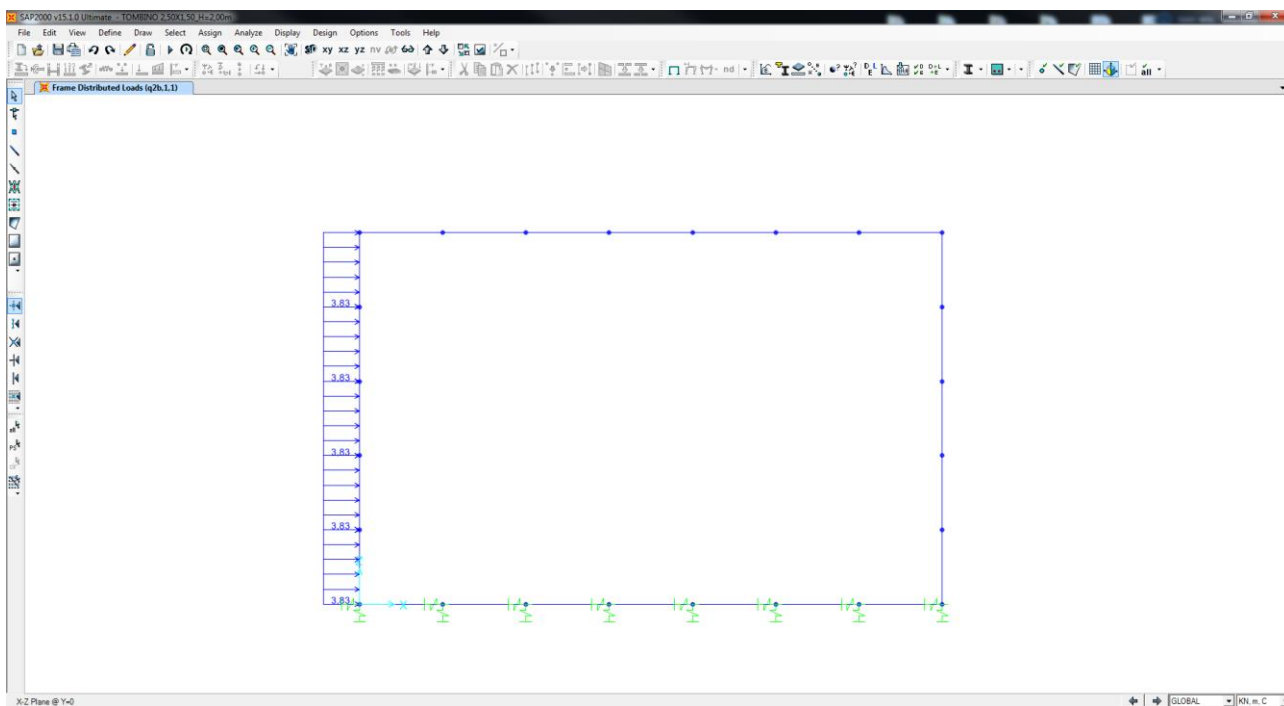 SAP2000 v15.1.0 Ultimate - TOMBINO 2,50X1,50_H=2,00m
File Edit View Define Draw Select Assign Analyze Display Design Options Tools Help
xy xz yz nv
nd
all
Frame Distributed Loads (q2b,1,1)
3,83
3,83
3,83
3,83
3,83
X
X-Z Plane @ Y=0
GLOBAL
KN, m, C